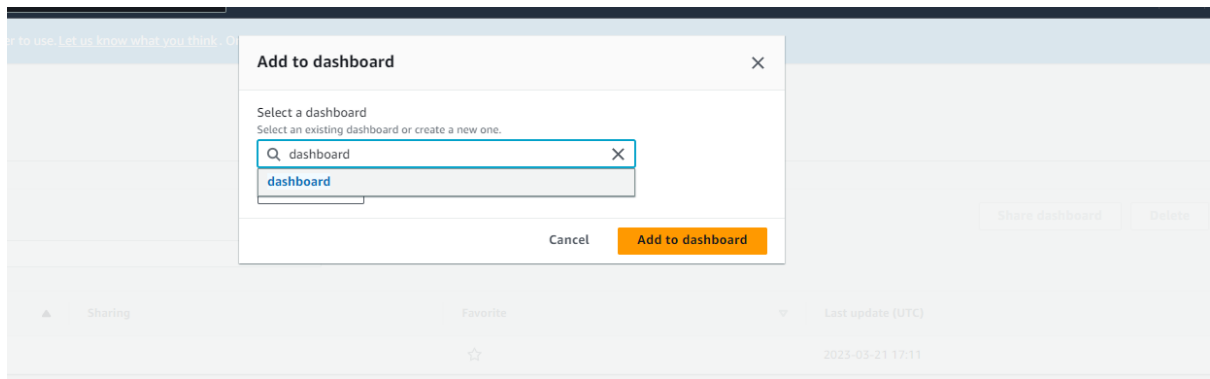 er to use. Let us know what you think. O
Add to dashboard
Select a dashboard
Select an existing dashboard or create a new one.
dashboard
dashboard
Share dashboard Delete
Cancel Add to dashboard
Sharing Favorite Last update (UTC)
2023-03-21 17:11